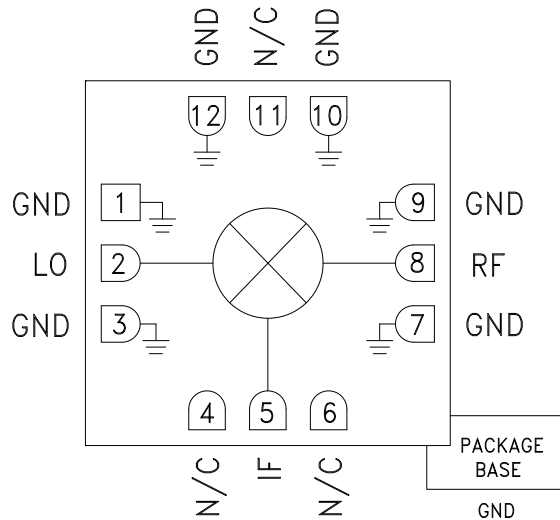 GND N/C GND
12 11 10
GND 1 9 GND
LO 2 8 RF
GND 3 7 GND
4 5 6
N/C IF N/C
PACKAGE
BASE
GND